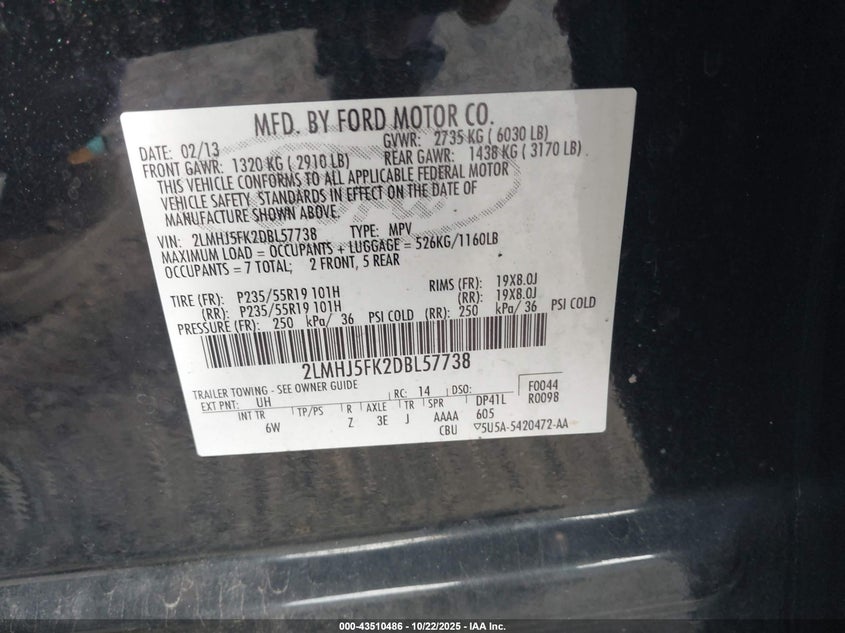 MFD. BY FORD MOTOR CO.
DATE: 02/13 GVWR: 2735 KG ( 6030 LB)
FRONT GAWR: 1320 KG ( 2910 LB) REAR GAWR: 1438 KG ( 3170 LB)
THIS VEHICLE CONFORMS TO ALL APPLICABLE FEDERAL MOTOR
VEHICLE SAFETY STANDARDS IN EFFECT ON THE DATE OF
MANUFACTURE SHOWN ABOVE.
VIN: 2LMHJ5FK2DBL57738 TYPE: MPV
MAXIMUM LOAD = OCCUPANTS + LUGGAGE = 526KG/1160LB
OCCUPANTS = 7 TOTAL; 2 FRONT, 5 REAR
TIRE (FR): P235/55R19 101H RIMS (FR): 19X8.0J
(RR): P235/55R19 101H (RR): 19X8.0J
PRESSURE (FR): 250 kPa/ 36 PSI COLD (RR): 250 kPa/ 36 PSI COLD
2LMHJ5FK2DBL57738
TRAILER TOWING - SEE OWNER GUIDE
EXT PNT: UH RC: 14 DSO: F0044
INT TR TP/PS R AXLE TR SPR DP41L R0098
6W Z 3E J AAAA 605
CBU ▽5U5A-5420472-AA
000-43510486 - 10/22/2025 - IAA Inc.